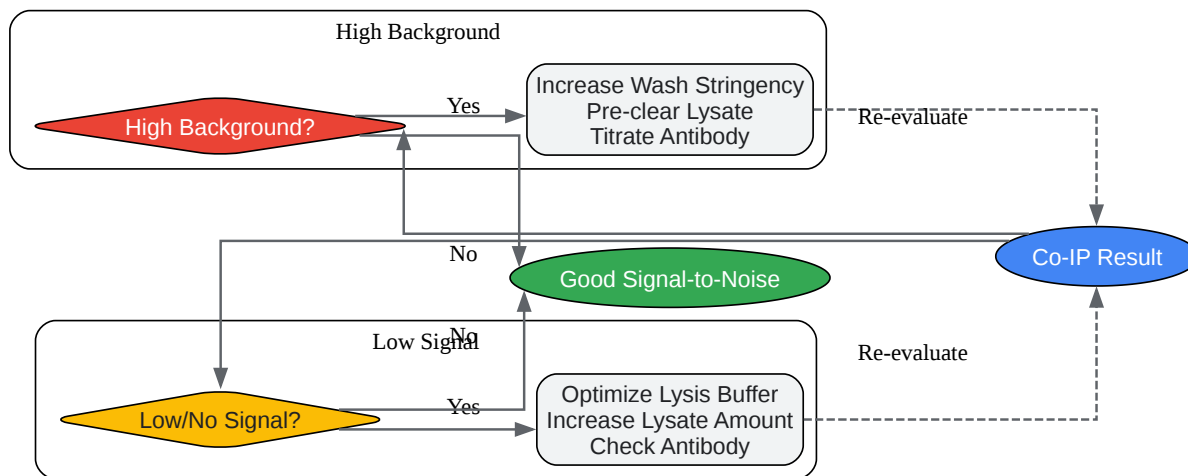 High Background
High Background?
Yes
Increase Wash Stringency
Pre-clear Lysate
Titrate Antibody
Re-evaluate
No
Good Signal-to-Noise
Co-IP Result
No
Low Signal
Re-evaluate
Low/No Signal?
Yes
Optimize Lysis Buffer
Increase Lysate Amount
Check Antibody